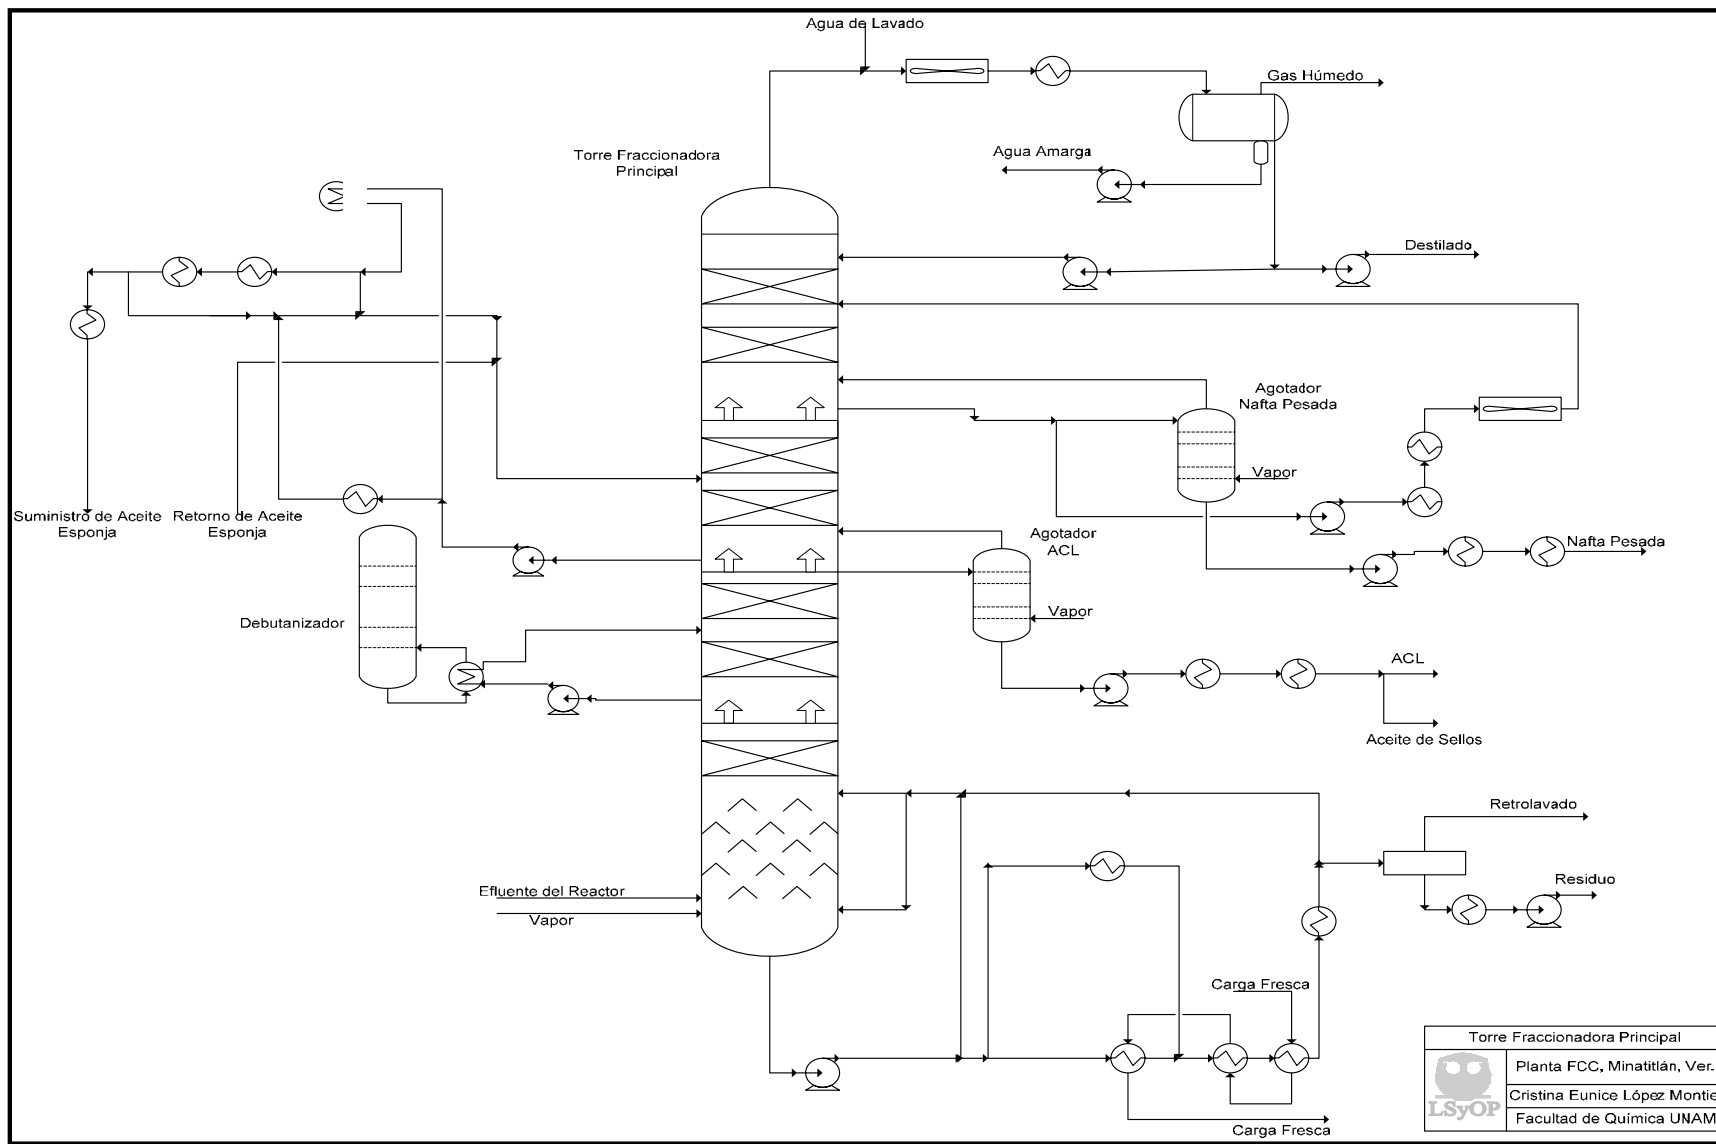 Agua de Lavado
Gas Húmedo
Torre Fraccionadora
Principal
Agua Amarga
Destilado
Agotador
Nafta Pesada
Vapor
Suministro de Aceite
Esponja
Retorno de Aceite
Esponja
Agotador
ACL
Nafta Pesada
Vapor
Debutanizador
ACL
Aceite de Sellos
Retrolavado
Efluente del Reactor
Vapor
Residuo
Carga Fresca
Carga Fresca
Torre Fraccionadora Principal
LSyOP
Planta FCC, Minatitlán, Ver.
Cristina Eunice López Montie
Facultad de Química UNAM